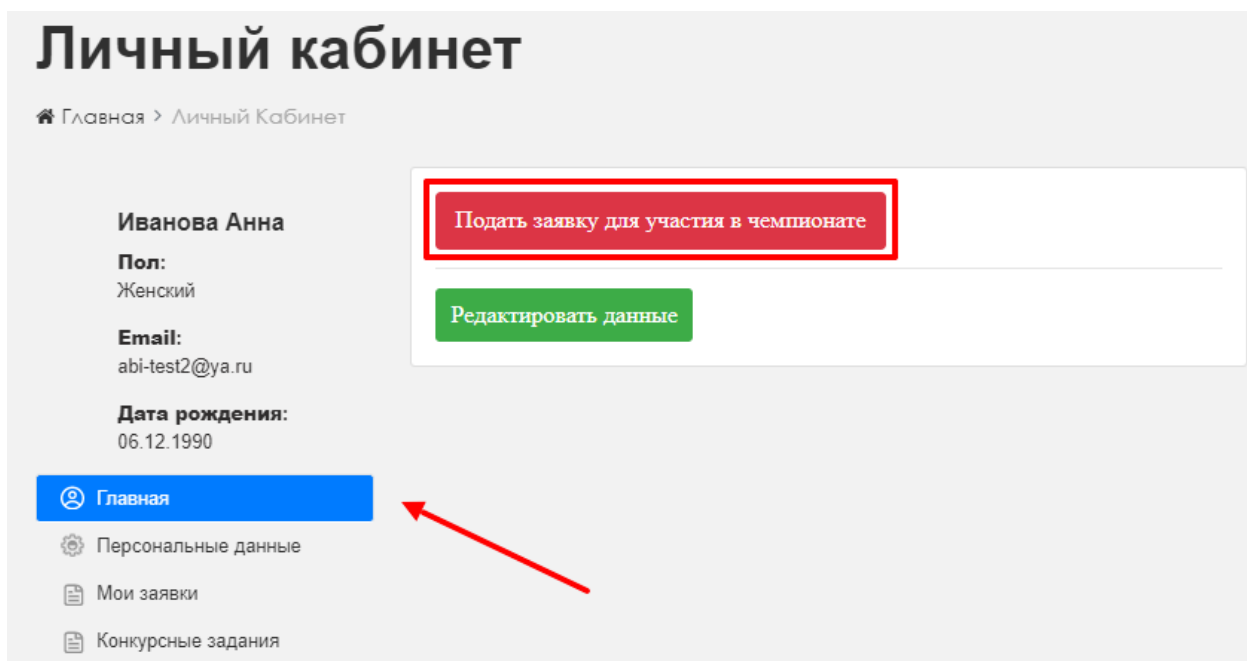 Личный кабинет
Главная > Личный Кабинет
Иванова Анна
Пол:
Женский
Email:
abi-test2@ya.ru
Дата рождения:
06.12.1990
Главная
Персональные данные
Мои заявки
Конкурсные задания
Подать заявку для участия в чемпионате
Редактировать данные